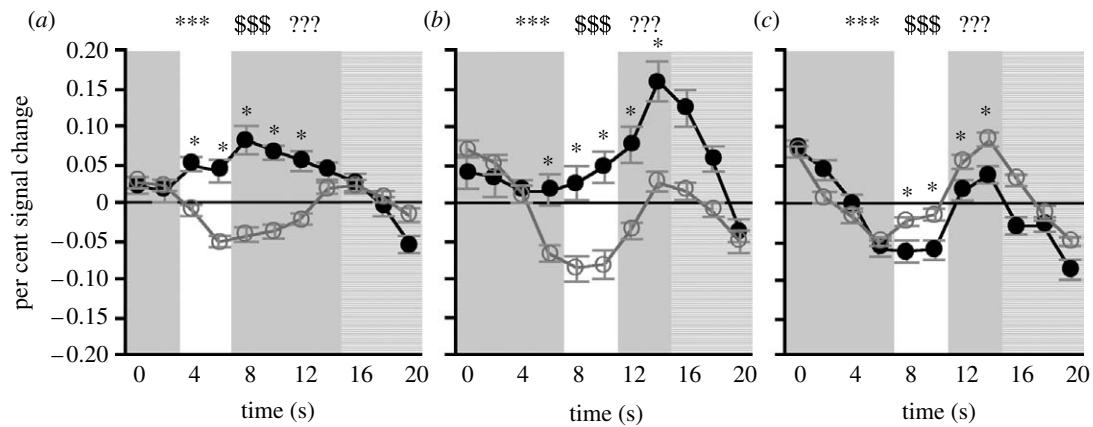 (a) *** $$$ ??? (b) *** $$$ ??? (c) *** $$$ ???
per cent signal change
0.20
0.15
0.10
0.05
0
−0.05
−0.10
−0.15
−0.20
* * * * *
* * * * *
* * * *
0 4 8 12 16 20 0 4 8 12 16 20 0 4 8 12 16 20
time (s) time (s) time (s)